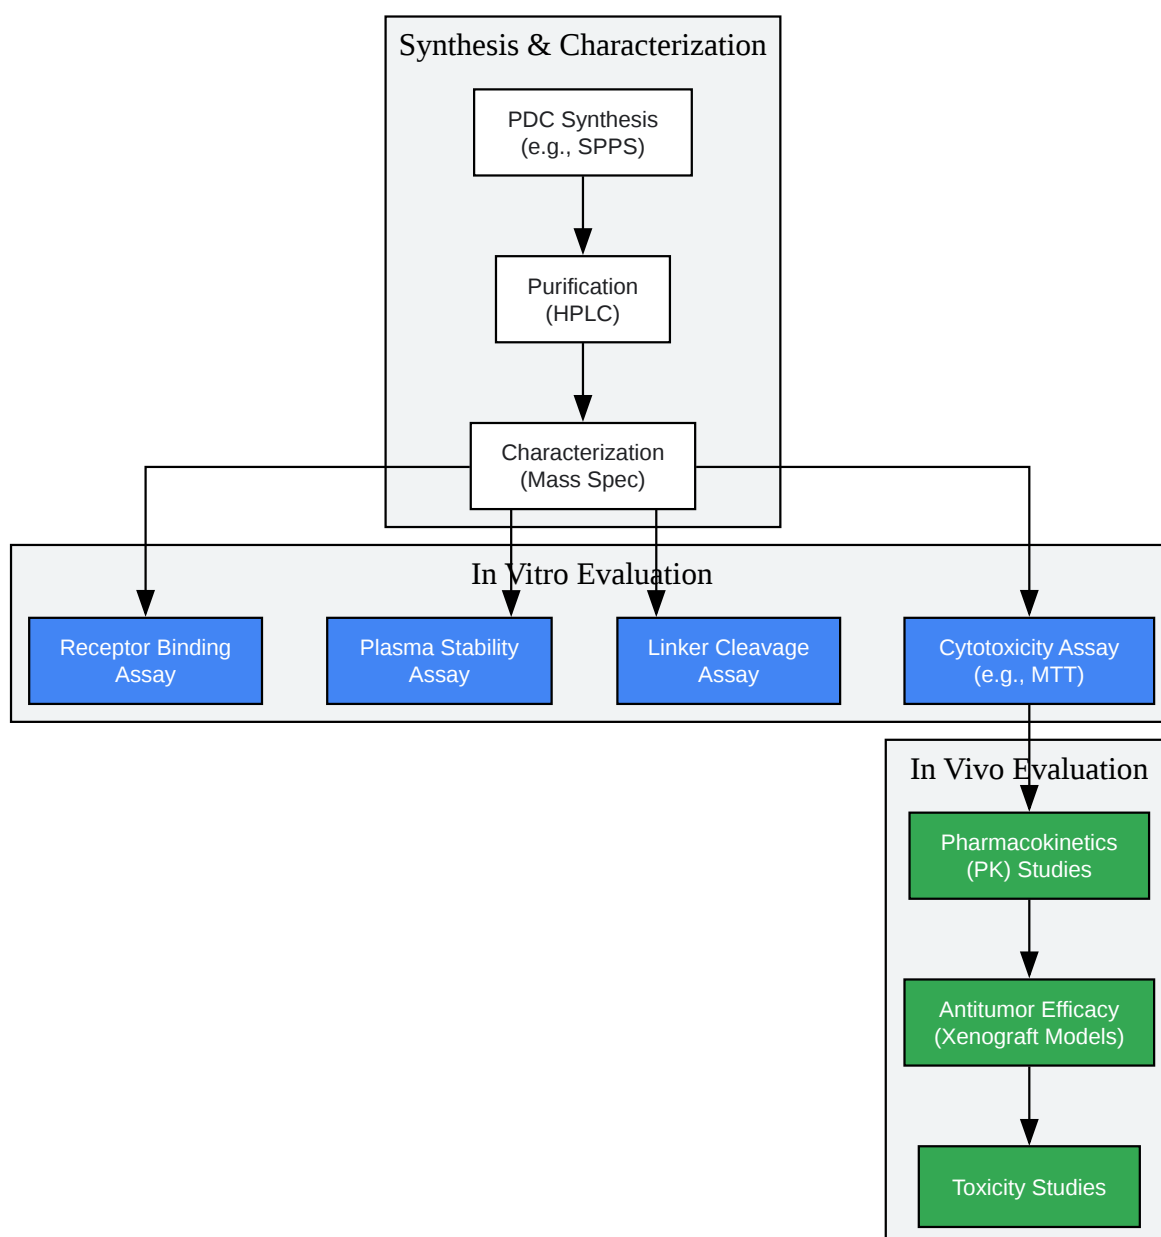 Synthesis & Characterization
PDC Synthesis
(e.g., SPPS)
Purification
(HPLC)
Characterization
(Mass Spec)
In Vitro Evaluation
Receptor Binding
Assay
Plasma Stability
Assay
Linker Cleavage
Assay
Cytotoxicity Assay
(e.g., MTT)
In Vivo Evaluation
Pharmacokinetics
(PK) Studies
Antitumor Efficacy
(Xenograft Models)
Toxicity Studies